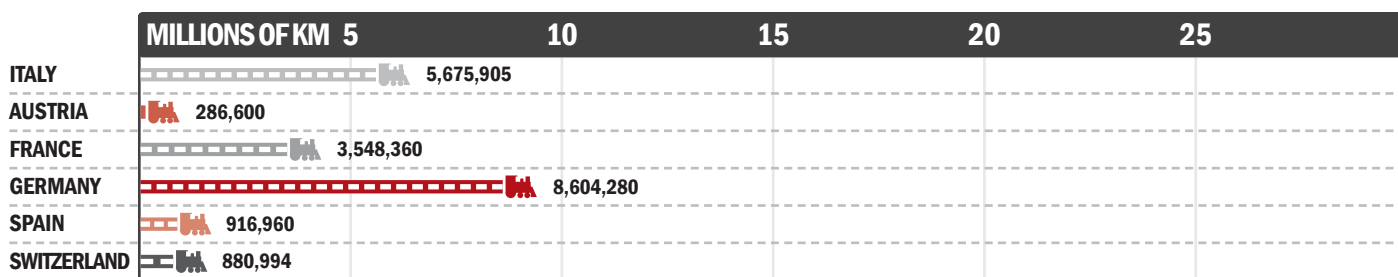 MILLIONS OF KM 5 10 15 20 25
ITALY 5,675,905
AUSTRIA 286,600
FRANCE 3,548,360
GERMANY 8,604,280
SPAIN 916,960
SWITZERLAND 880,994